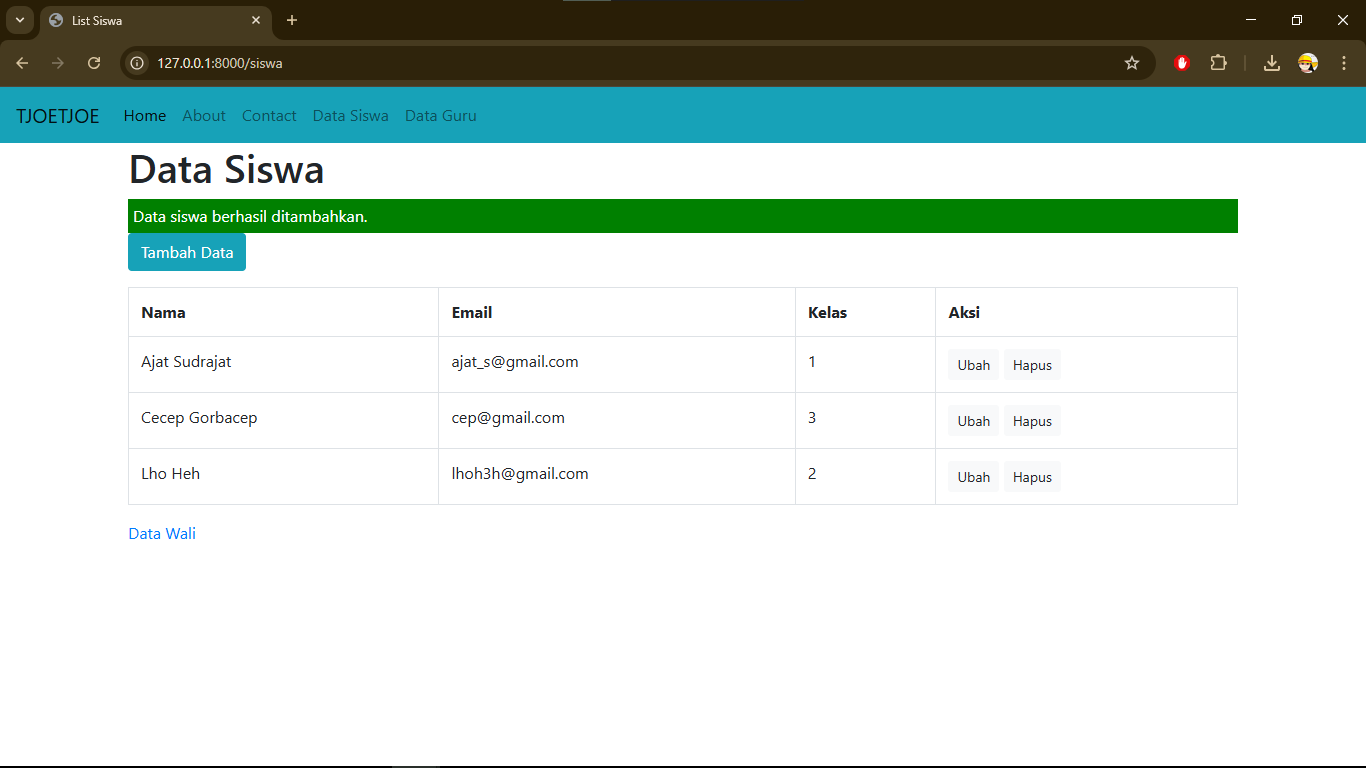 List Siswa
127.0.0.1:8000/siswa
TJOETJOE Home About Contact Data Siswa Data Guru
Data Siswa
Data siswa berhasil ditambahkan.
Tambah Data
Nama Email Kelas Aksi
Ajat Sudrajat ajat_s@gmail.com 1 Ubah Hapus
Cecep Gorbacep cep@gmail.com 3 Ubah Hapus
Lho Heh lhoh3h@gmail.com 2 Ubah Hapus
Data Wali